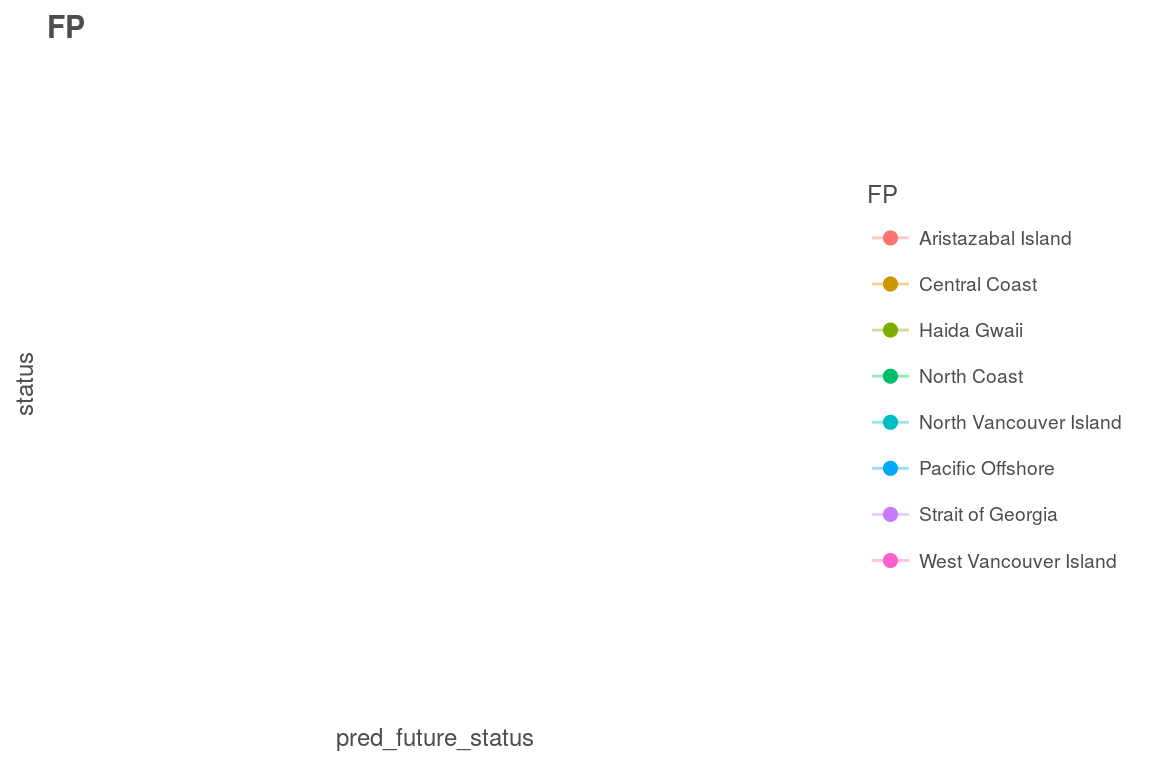 FP
status
pred_future_status
FP
Aristazabal Island
Central Coast
Haida Gwaii
North Coast
North Vancouver Island
Pacific Offshore
Strait of Georgia
West Vancouver Island